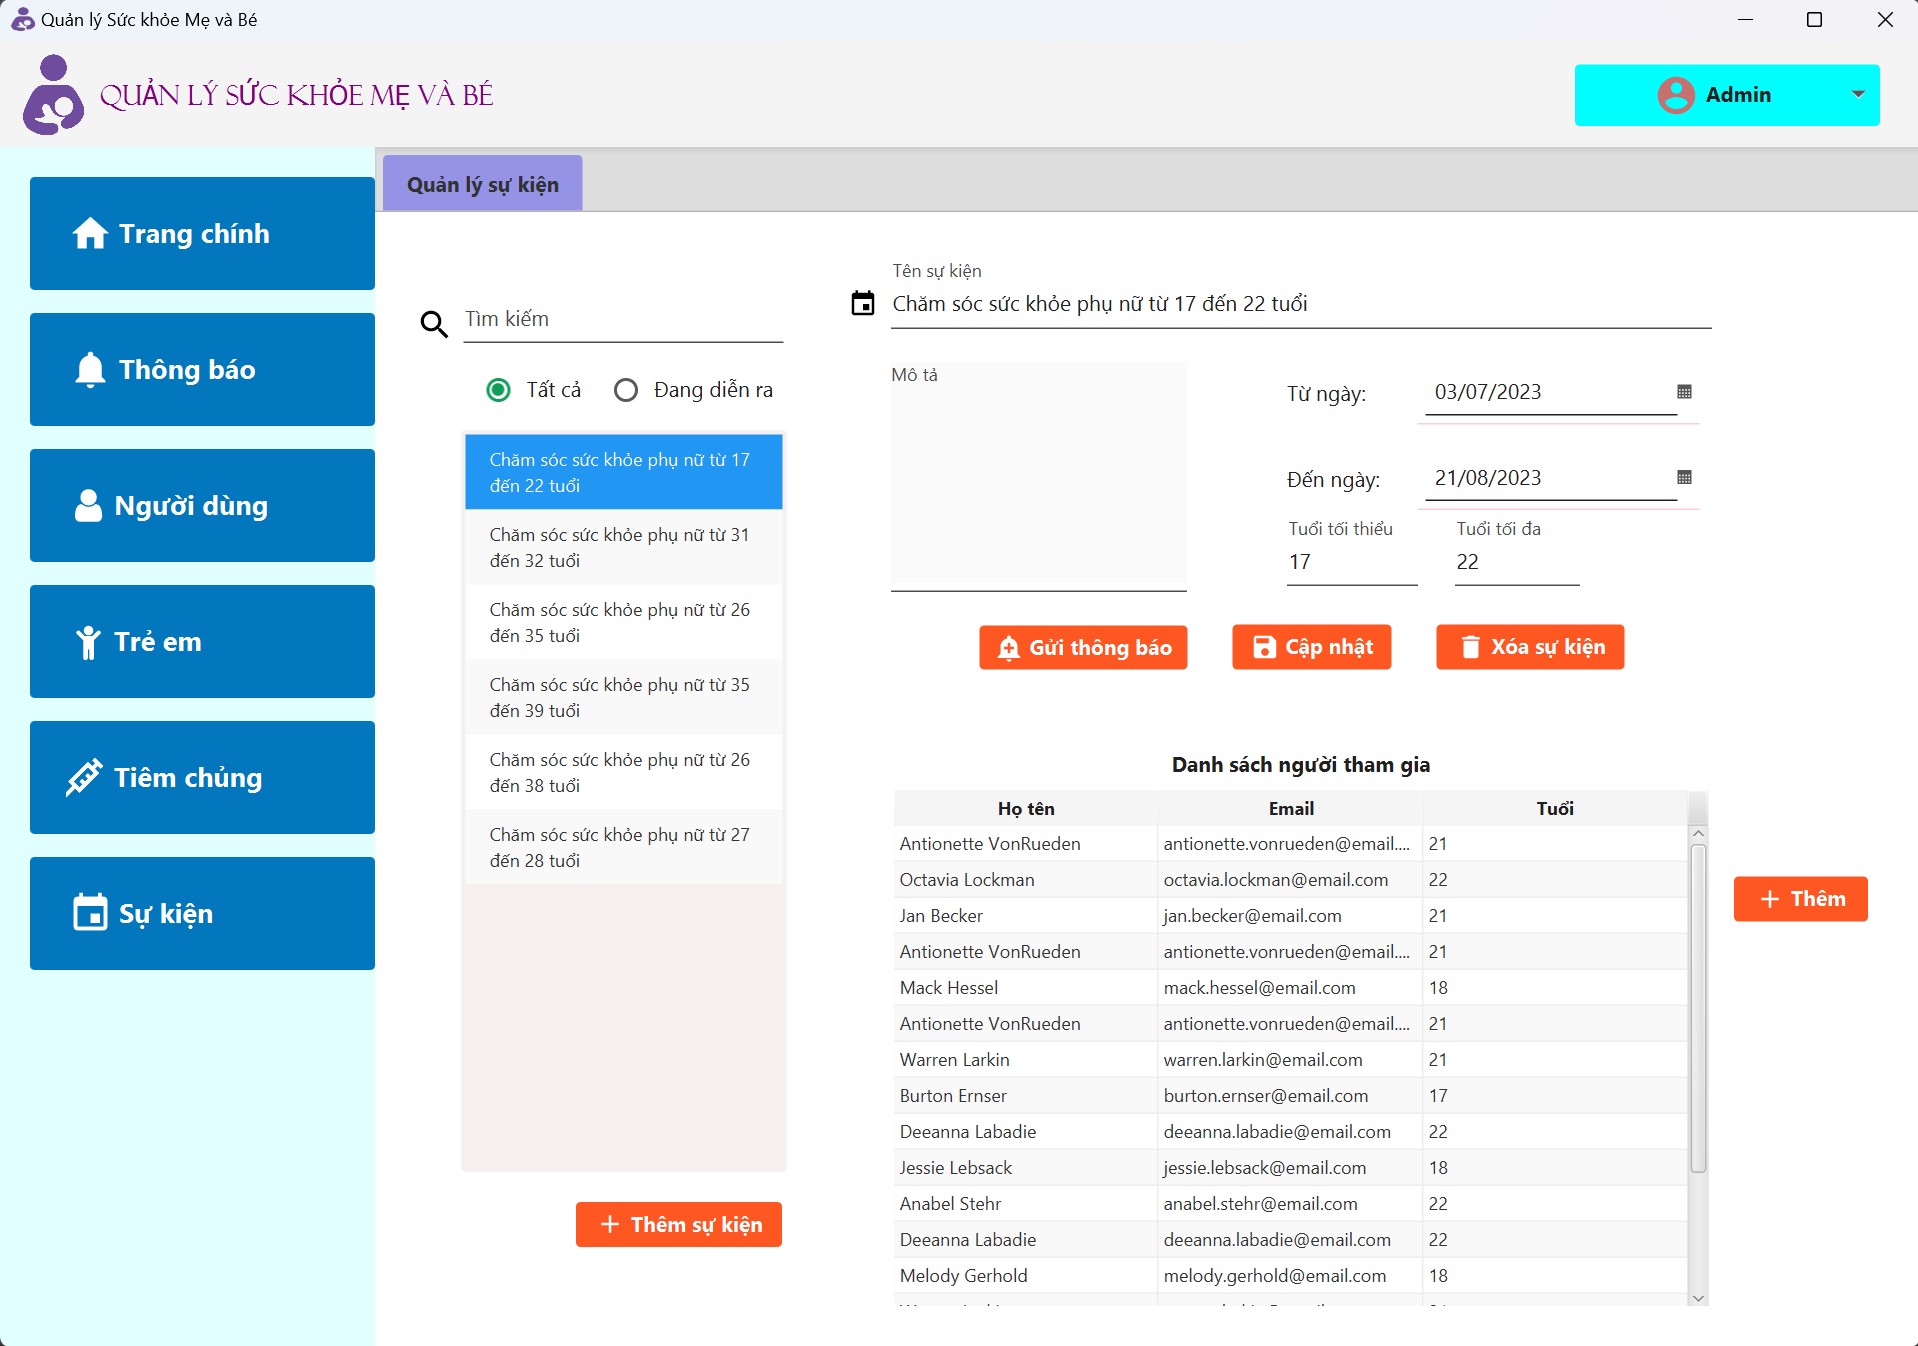 Quản lý Sức khỏe Mẹ và Bé
QUẢN LÝ SỨC KHỎE MẸ VÀ BÉ
Admin
Trang chính
Thông báo
Người dùng
Trẻ em
Tiêm chủng
Sự kiện
Quản lý sự kiện
Tìm kiếm
Tất cả
Đang diễn ra
Chăm sóc sức khỏe phụ nữ từ 17
đến 22 tuổi
Chăm sóc sức khỏe phụ nữ từ 31
đến 32 tuổi
Chăm sóc sức khỏe phụ nữ từ 26
đến 35 tuổi
Chăm sóc sức khỏe phụ nữ từ 35
đến 39 tuổi
Chăm sóc sức khỏe phụ nữ từ 26
đến 38 tuổi
Chăm sóc sức khỏe phụ nữ từ 27
đến 28 tuổi
Thêm sự kiện
Tên sự kiện
Chăm sóc sức khỏe phụ nữ từ 17 đến 22 tuổi
Mô tả
Từ ngày: 03/07/2023
Đến ngày: 21/08/2023
Tuổi tối thiểu Tuổi tối đa
17 22
Gửi thông báo Cập nhật Xóa sự kiện
Danh sách người tham gia
Họ tên Email Tuổi
Antionette VonRueden antionette.vonrueden@email.... 21
Octavia Lockman octavia.lockman@email.com 22
Jan Becker jan.becker@email.com 21
Antionette VonRueden antionette.vonrueden@email.... 21
Mack Hessel mack.hessel@email.com 18
Antionette VonRueden antionette.vonrueden@email.... 21
Warren Larkin warren.larkin@email.com 21
Burton Ernser burton.ernser@email.com 17
Deeanna Labadie deeanna.labadie@email.com 22
Jessie Lebsack jessie.lebsack@email.com 18
Anabel Stehr anabel.stehr@email.com 22
Deeanna Labadie deeanna.labadie@email.com 22
Melody Gerhold melody.gerhold@email.com 18
Thêm